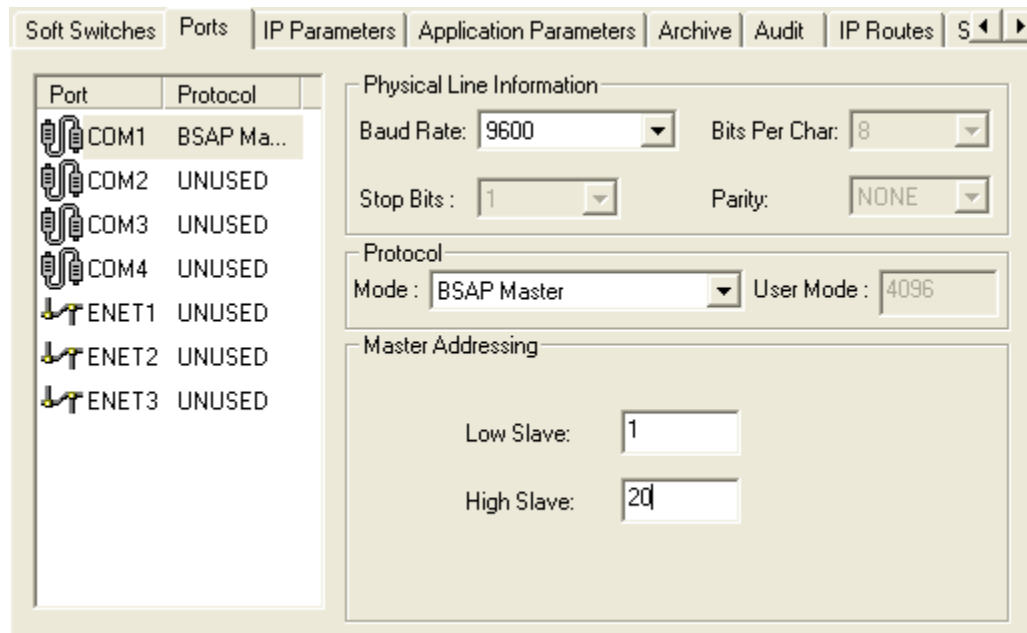 Soft Switches Ports IP Parameters Application Parameters Archive Audit IP Routes S
Port Protocol
COM1 BSAP Ma...
COM2 UNUSED
COM3 UNUSED
COM4 UNUSED
ENET1 UNUSED
ENET2 UNUSED
ENET3 UNUSED
Physical Line Information
Baud Rate: 9600 Bits Per Char: 8
Stop Bits : 1 Parity: NONE
Protocol
Mode : BSAP Master User Mode : 4096
Master Addressing
Low Slave: 1
High Slave: 20